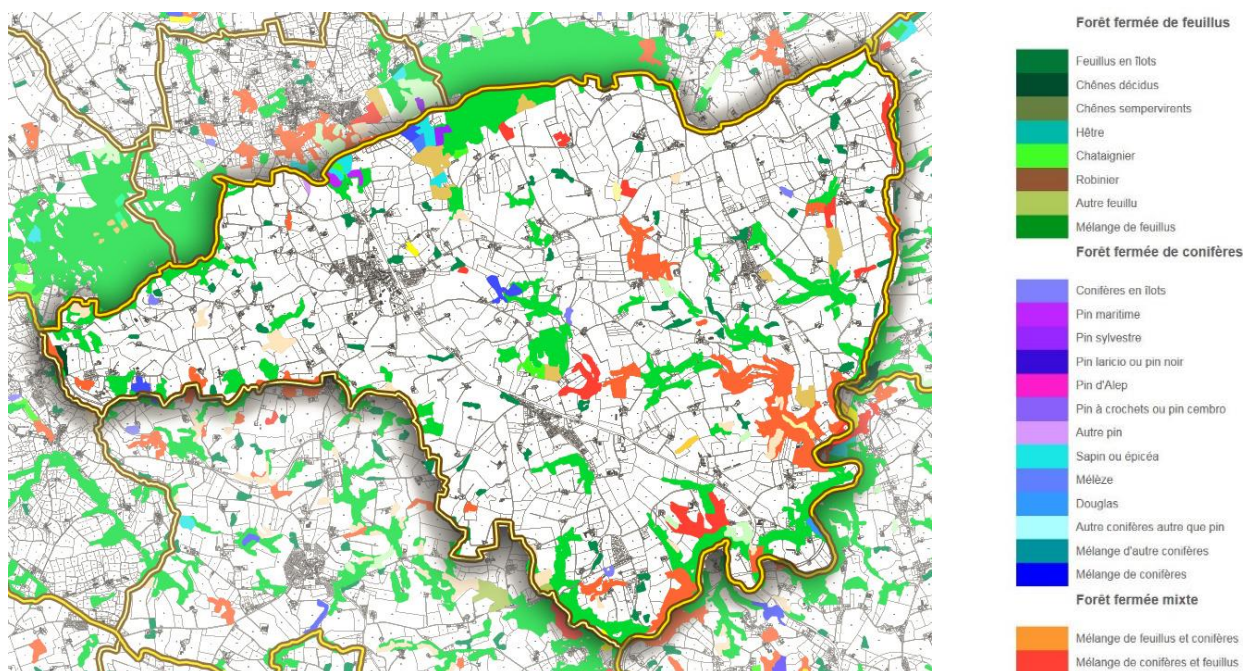 Forêt fermée de feuillus
Feuillus en îlots
Chênes décidus
Chênes sempervirents
Hêtre
Chataignier
Robinier
Autre feuillu
Mélange de feuillus
Forêt fermée de conifères
Conifères en îlots
Pin maritime
Pin sylvestre
Pin laricio ou pin noir
Pin d'Alep
Pin à crochets ou pin cembro
Autre pin
Sapin ou épicéa
Mélèze
Douglas
Autre conifères autre que pin
Mélange d'autre conifères
Mélange de conifères
Forêt fermée mixte
Mélange de feuillus et conifères
Mélange de conifères et feuillus